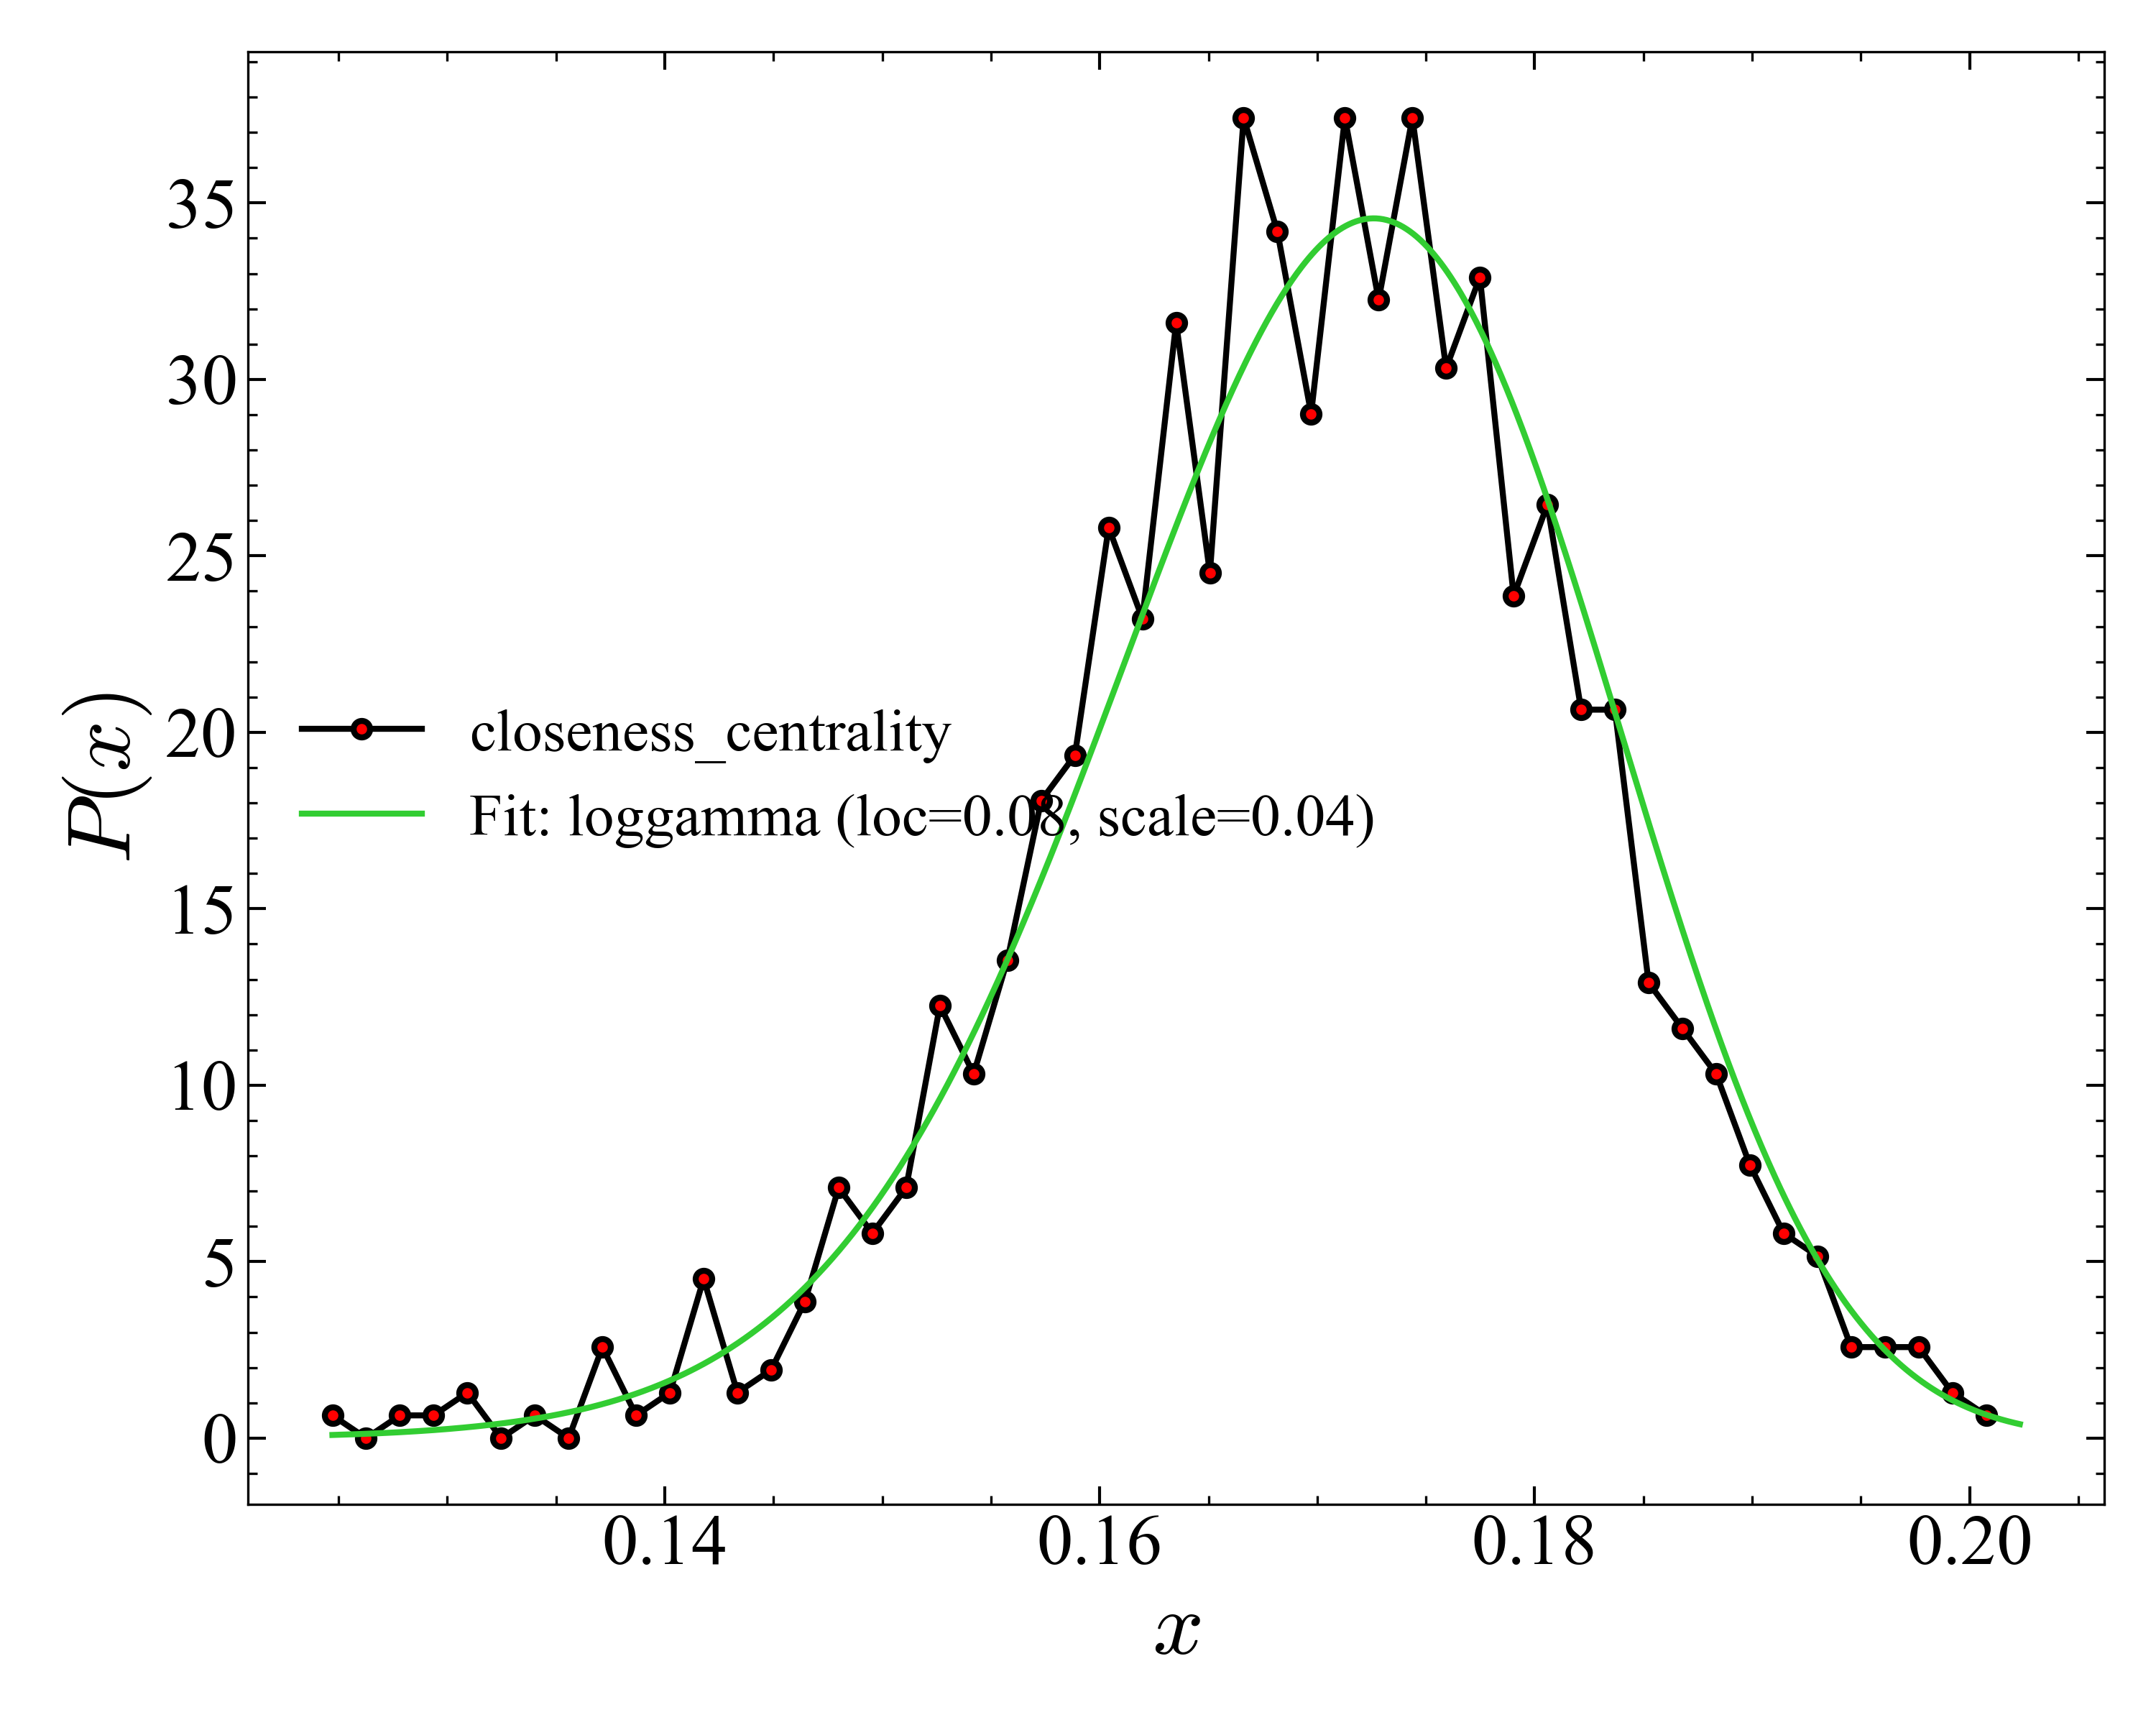 P(x)
35
30
25
20
15
10
5
0
closeness_centrality
Fit: loggamma (loc=0.08, scale=0.04)
0.14 0.16 0.18 0.20
x